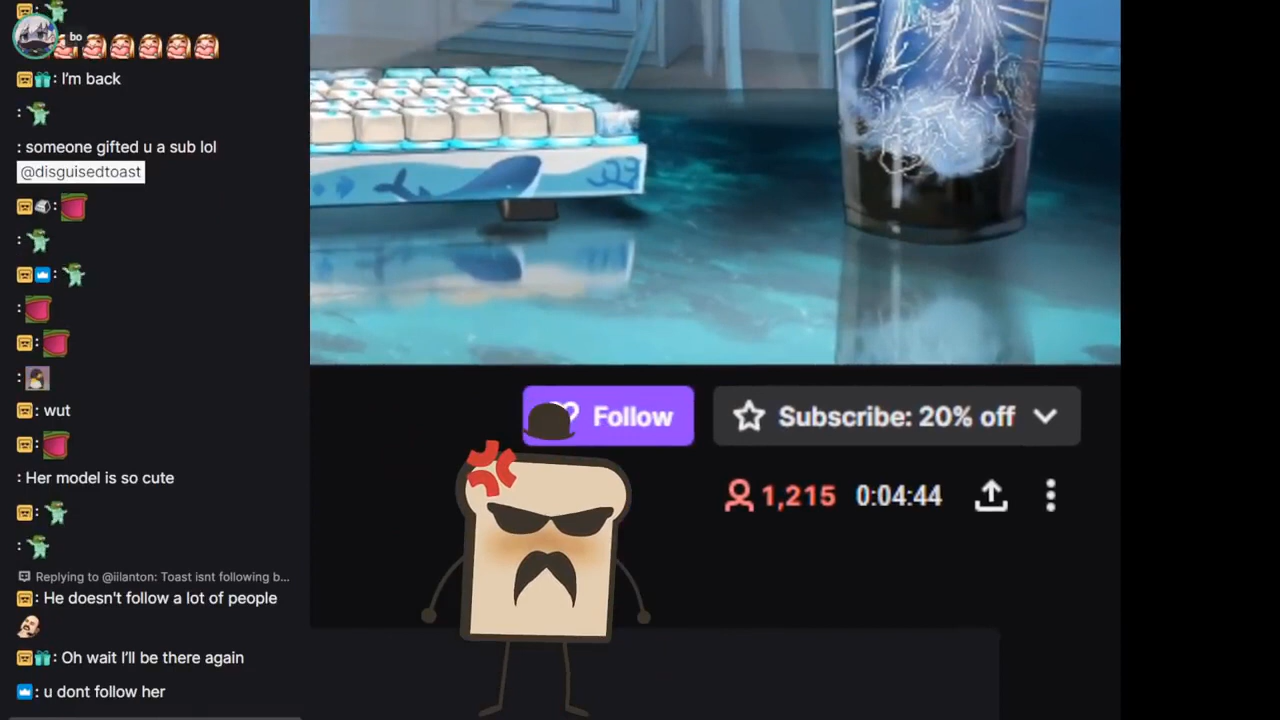 bo
: I'm back
:
: someone gifted u a sub lol
@disguisedtoast
:
:
:
:
:
:
: wut
:
: Her model is so cute
:
:
Replying to @iilanton: Toast isnt following b...
: He doesn't follow a lot of people
: Oh wait I'll be there again
: u dont follow her
Follow
Subscribe: 20% off
1,215 0:04:44